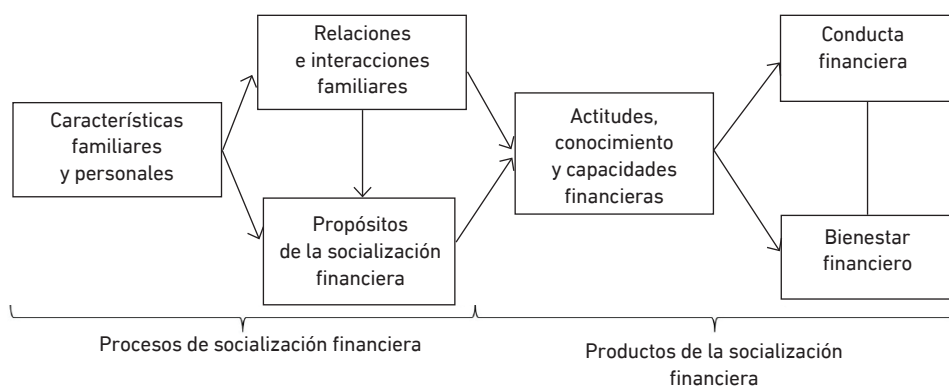 Relaciones
e interacciones
familiares
Conducta
financiera
Características
familiares
y personales
Actitudes,
conocimiento
y capacidades
financieras
Propósitos
de la socialización
financiera
Bienestar
financiero
Procesos de socialización financiera
Productos de la socialización
financiera